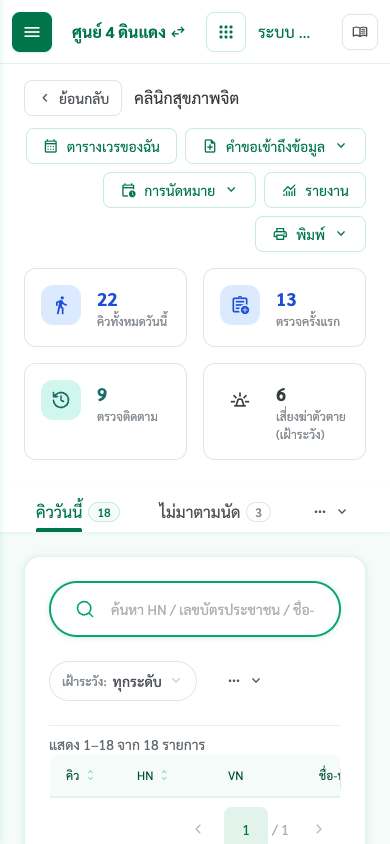 ศูนย์ 4 ดินแดง
ระบบ ...
ย้อนกลับ
คลินิกสุขภาพจิต
ตารางเวรของฉัน
คำขอเข้าถึงข้อมูล
การนัดหมาย
รายงาน
พิมพ์
22
คิวทั้งหมดวันนี้
13
ตรวจครั้งแรก
9
ตรวจติดตาม
6
เสี่ยงฆ่าตัวตาย
(เฝ้าระวัง)
คิววันนี้ 18
ไม่มาตามนัด 3
...
ค้นหา HN / เลขบัตรประชาชน / ชื่อ-
เฝ้าระวัง: ทุกระดับ
...
แสดง 1–18 จาก 18 รายการ
คิว HN VN ชื่อ-
1 / 1